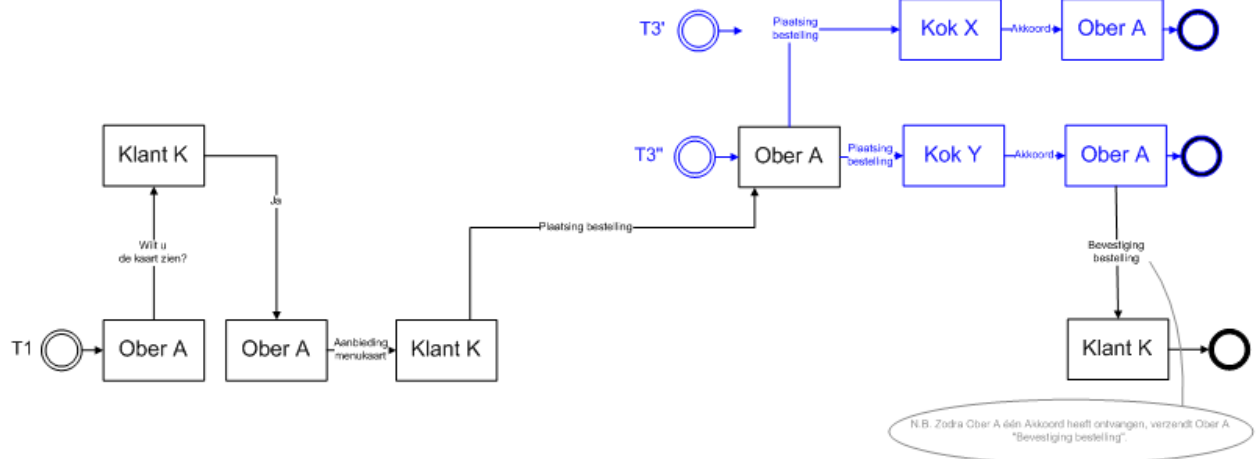 T3'
Plaatsing
bestelling
Kok X
Akkoord
Ober A
T3"
Ober A
Plaatsing
bestelling
Kok Y
Akkoord
Ober A
Klant K
Ja
Wilt u
de kaart zien?
Plaatsing bestelling
Bevestiging
bestelling
T1
Ober A
Ober A
Aanbieding
menukaart
Klant K
Klant K
N.B. Zodra Ober A één Akkoord heeft ontvangen, verzendt Ober A
"Bevestiging bestelling".